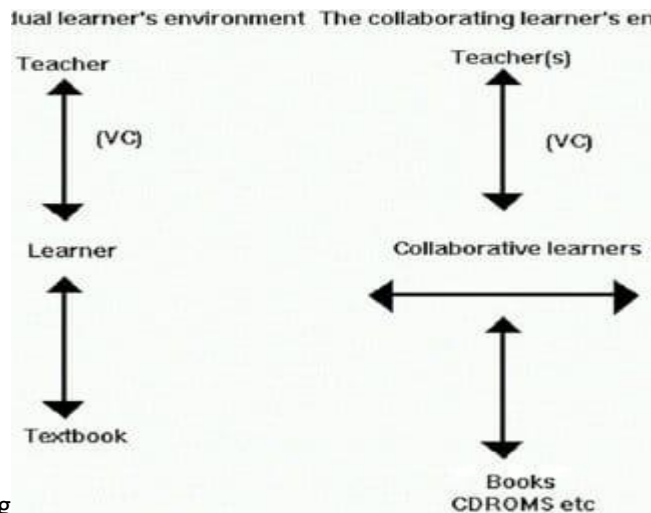 dual learner's environment The collaborating learner's en
Teacher Teacher(s)
(VC) (VC)
Learner Collaborative learners
Textbook
Books
CDROMS etc
g